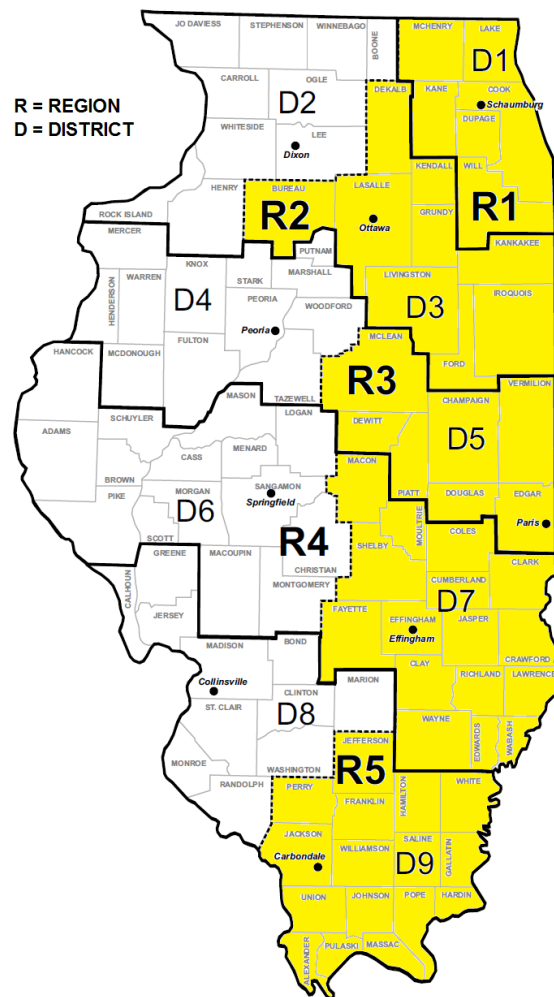 JO DAVIESS
STEPHENSON
WINNEBAGO
BOONE
MCHENRY
LAKE
D1
CARROLL
OGLE
D2
DEKALB
KANE
COOK
Schaumburg
R = REGION
D = DISTRICT
DUPAGE
WHITESIDE
LEE
Dixon
KENDALL
WILL
HENRY
BUREAU
R2
LASALLE
Ottawa
GRUNDY
R1
ROCK ISLAND
MERCER
PUTNAM
KANKAKEE
KNOX
STARK
MARSHALL
LIVINGSTON
HENDERSON
WARREN
D4
PEORIA
Peoria
WOODFORD
D3
IROQUOIS
FULTON
MCLEAN
HANCOCK
MCDONOUGH
R3
FORD
VERMILION
MASON
TAZEWELL
CHAMPAIGN
SCHUYLER
LOGAN
DEWITT
D5
ADAMS
CASS
MENARD
MACON
BROWN
PIKE
MORGAN
SANGAMON
Springfield
PIATT
DOUGLAS
EDGAR
D6
MOULTRIE
Paris
SCOTT
GREENE
MACOUPIN
R4
SHELBY
COLES
CHRISTIAN
CLARK
CALHOUN
MONTGOMERY
CUMBERLAND
D7
JERSEY
FAYETTE
EFFINGHAM
Effingham
JASPER
MADISON
BOND
CRAWFORD
Collinsville
CLAY
RICHLAND
LAWRENCE
CLINTON
MARION
ST. CLAIR
D8
WAYNE
EDWARDS
WABASH
JEFFERSON
MONROE
WASHINGTON
R5
RANDOLPH
PERRY
HAMILTON
WHITE
FRANKLIN
JACKSON
Carbondale
WILLIAMSON
SALINE
D9
GALLATIN
UNION
JOHNSON
POPE
HARDIN
ALEXANDER
PULASKI
MASSAC